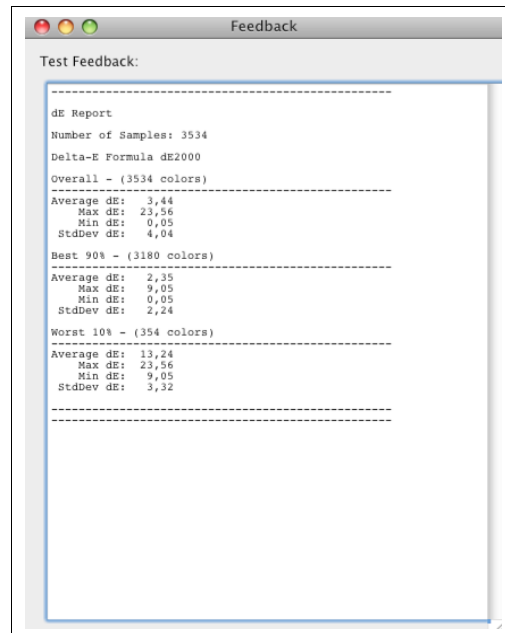 Feedback
Test Feedback:
--------------------------------------------------
dE Report
Number of Samples: 3534
Delta-E Formula dE2000
Overall - (3534 colors)
--------------------------------------------------
Average dE: 3,44
Max dE: 23,56
Min dE: 0,05
StdDev dE: 4,04
Best 90% - (3180 colors)
--------------------------------------------------
Average dE: 2,35
Max dE: 9,05
Min dE: 0,05
StdDev dE: 2,24
Worst 10% - (354 colors)
--------------------------------------------------
Average dE: 13,24
Max dE: 23,56
Min dE: 9,05
StdDev dE: 3,32
--------------------------------------------------
--------------------------------------------------